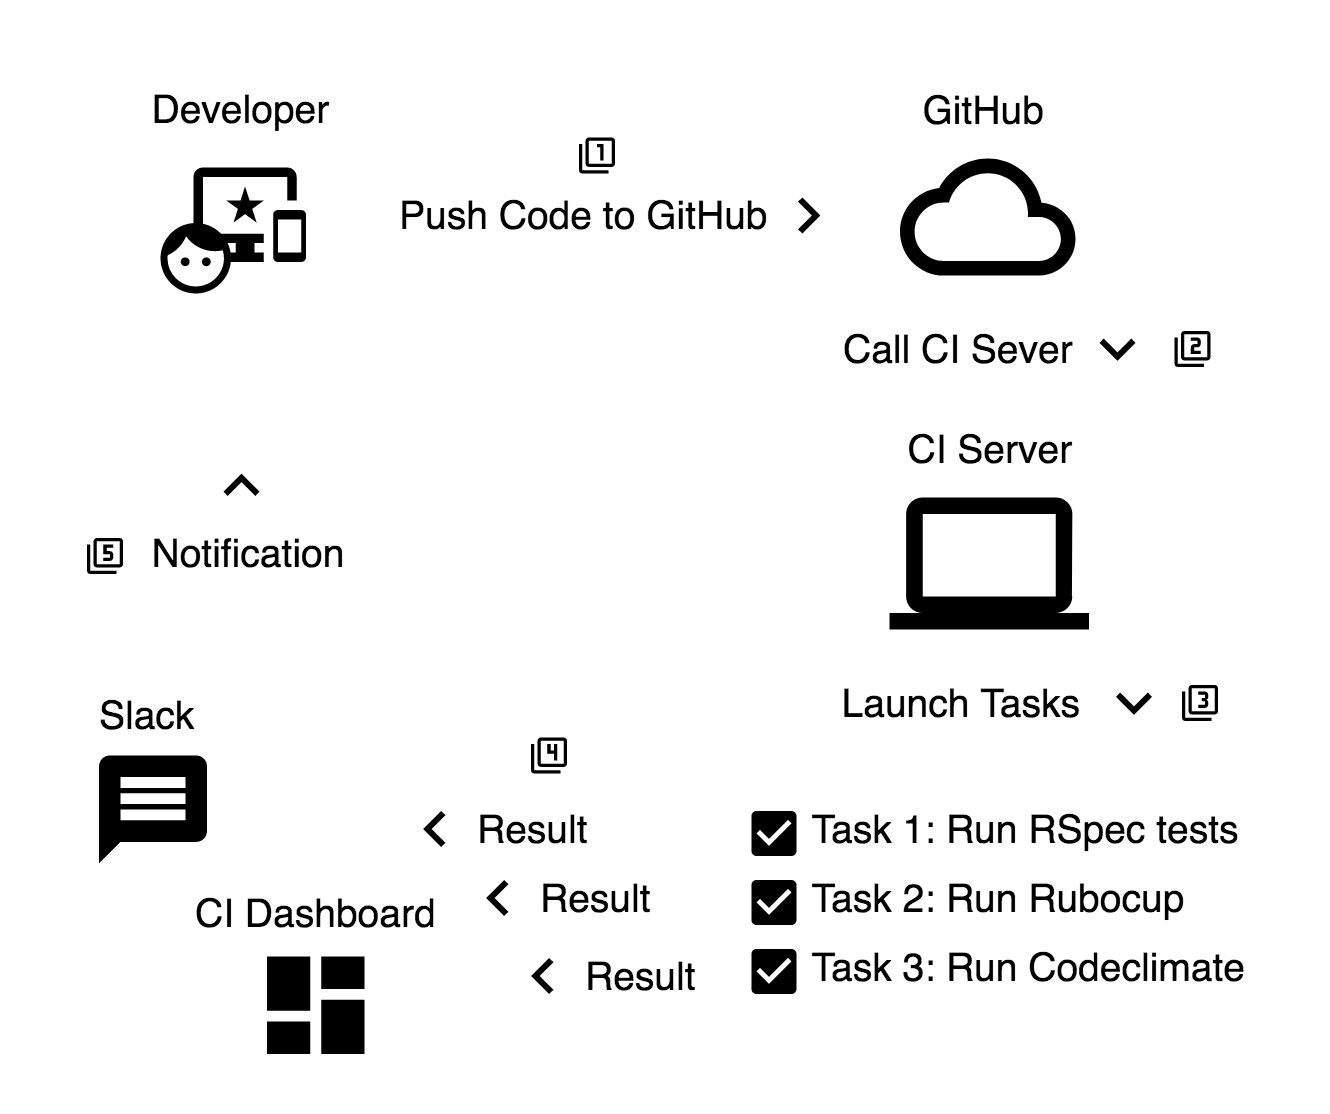 Developer
GitHub
1
Push Code to GitHub
Call CI Sever
2
CI Server
5
Notification
Launch Tasks
3
Slack
4
Result
Task 1: Run RSpec tests
Result
Task 2: Run Rubocup
CI Dashboard
Result
Task 3: Run Codeclimate